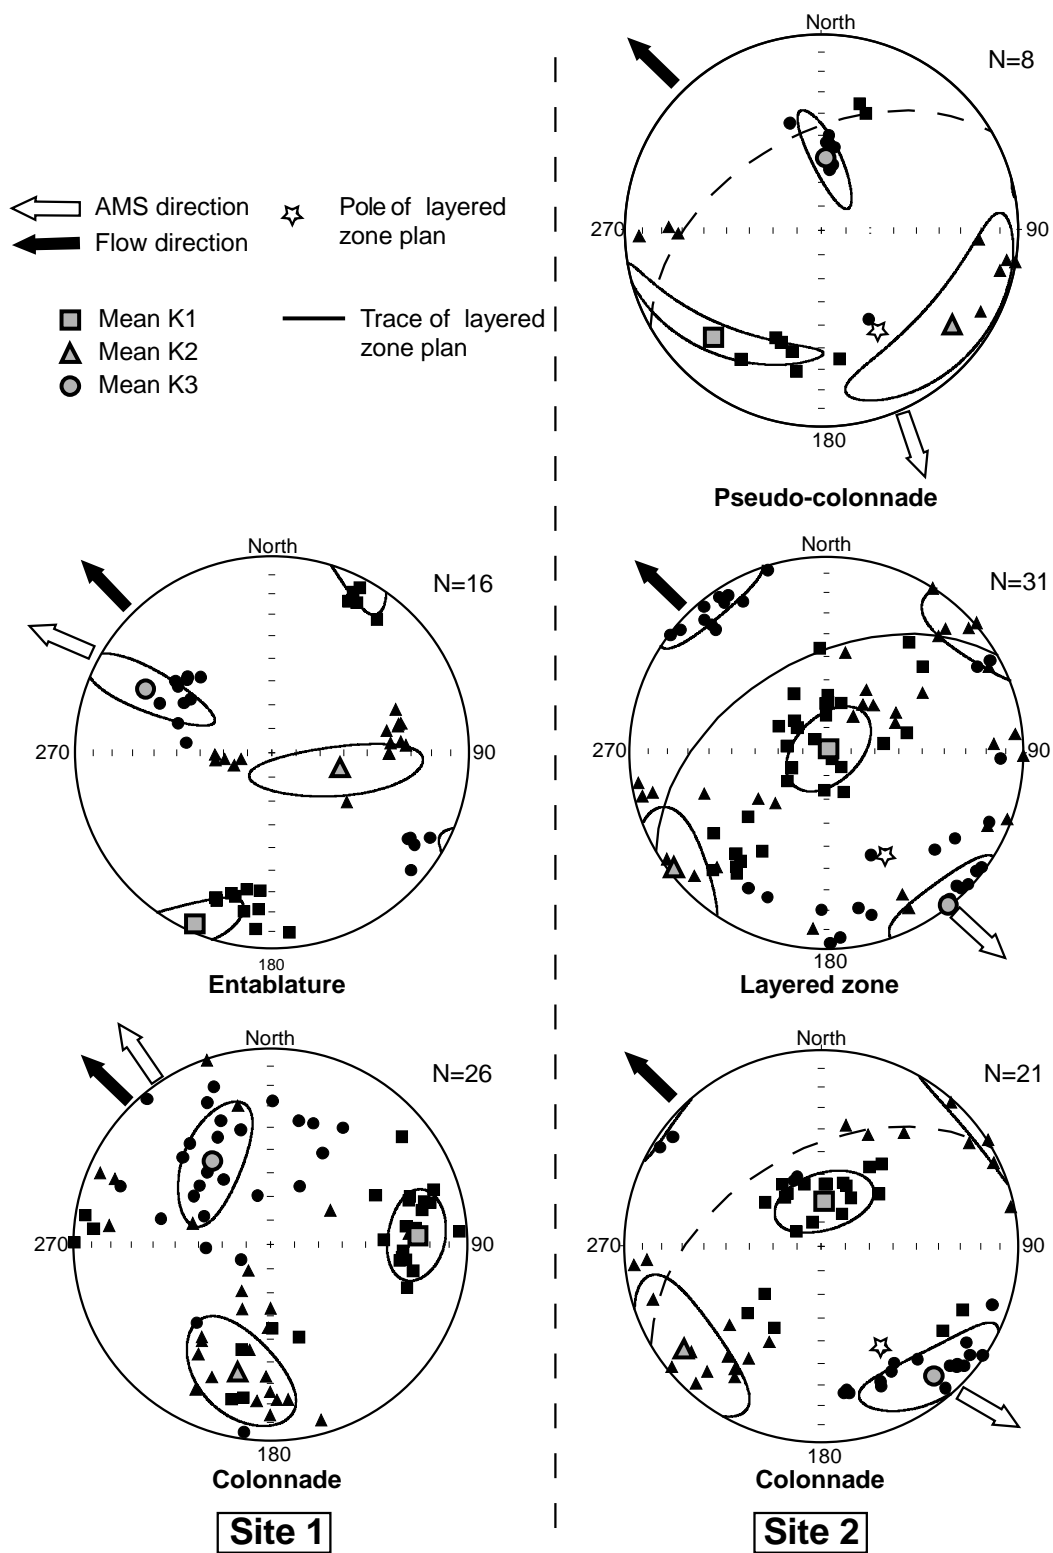 North
N=8
270
90
180
Pseudo-colonnade
AMS direction
Flow direction
Pole of layered
zone plan
Mean K1
Mean K2
Mean K3
Trace of layered
zone plan
North
N=16
270
90
180
Entablature
North
N=31
270
90
180
Layered zone
North
N=26
270
90
180
Colonnade
North
N=21
270
90
180
Colonnade
Site 1
Site 2